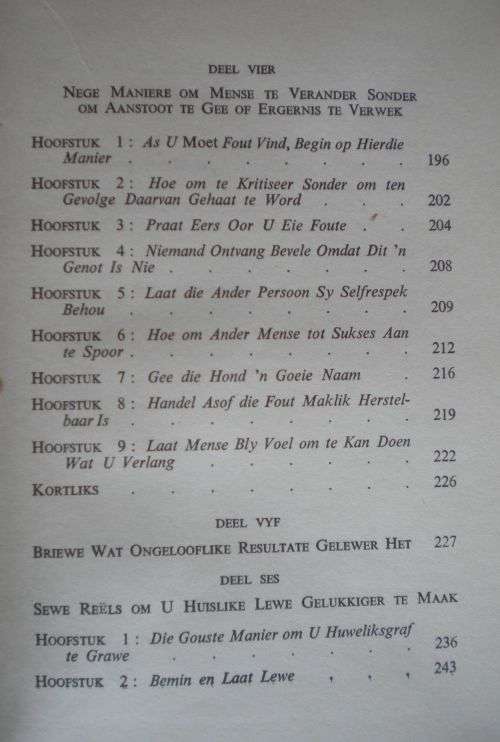 DEEL VIER
NEGE MANIERE OM MENSE TE VERANDER SONDER
OM AANSTOOT TE GEE OF ERGERNIS TE VERWEK
HOOFSTUK 1 : As U Moet Fout Vind, Begin op Hierdie
Manier . . . . . . . . 196
HOOFSTUK 2 : Hoe om te Kritiseer Sonder om ten
Gevolge Daarvan Gehaat te Word . . . 202
HOOFSTUK 3 : Praat Eers Oor U Eie Foute . . 204
HOOFSTUK 4 : Niemand Ontvang Bevele Omdat Dit 'n
Genot Is Nie . . . . . . . 208
HOOFSTUK 5 : Laat die Ander Persoon Sy Selfrespek
Behou . . . . . . . . 209
HOOFSTUK 6 : Hoe om Ander Mense tot Sukses Aan
te Spoor . . . . . . . . 212
HOOFSTUK 7 : Gee die Hond 'n Goeie Naam . 216
HOOFSTUK 8 : Handel Asof die Fout Maklik Herstel-
baar Is . . . . . . . . 219
HOOFSTUK 9 : Laat Mense Bly Voel om te Kan Doen
Wat U Verlang . . . . . . 222
KORTLIKS . . . . . . . . 226
DEEL VYF
BRIEWE WAT ONGELOOFLIKE RESULTATE GELEWER HET 227
DEEL SES
SEWE REËLS OM U HUISLIKE LEWE GELUKKIGER TE MAAK
HOOFSTUK 1 : Die Gouste Manier om U Huweliksgraf
te Grawe . . . . . . . 236
HOOFSTUK 2 : Bemin en Laat Lewe , , , 243